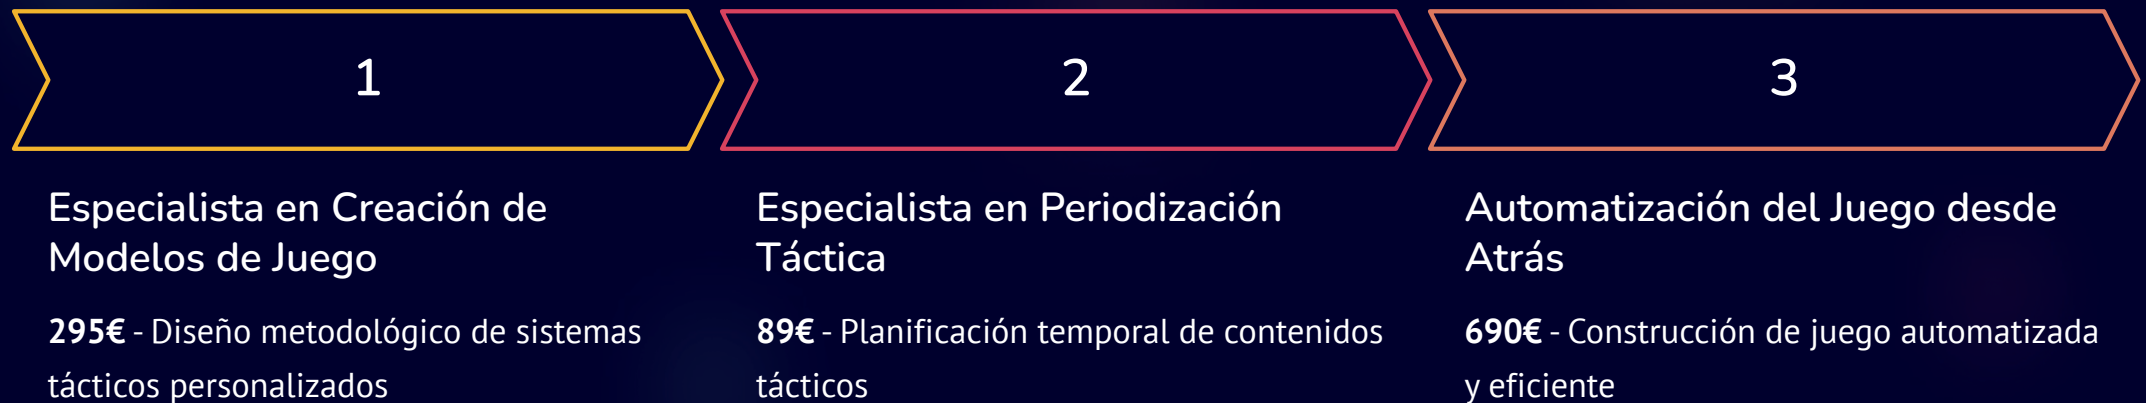 1
2
3
Especialista en Creación de
Modelos de Juego
295€ - Diseño metodológico de sistemas
tácticos personalizados
Especialista en Periodización
Táctica
89€ - Planificación temporal de contenidos
tácticos
Automatización del Juego desde
Atrás
690€ - Construcción de juego automatizada
y eficiente